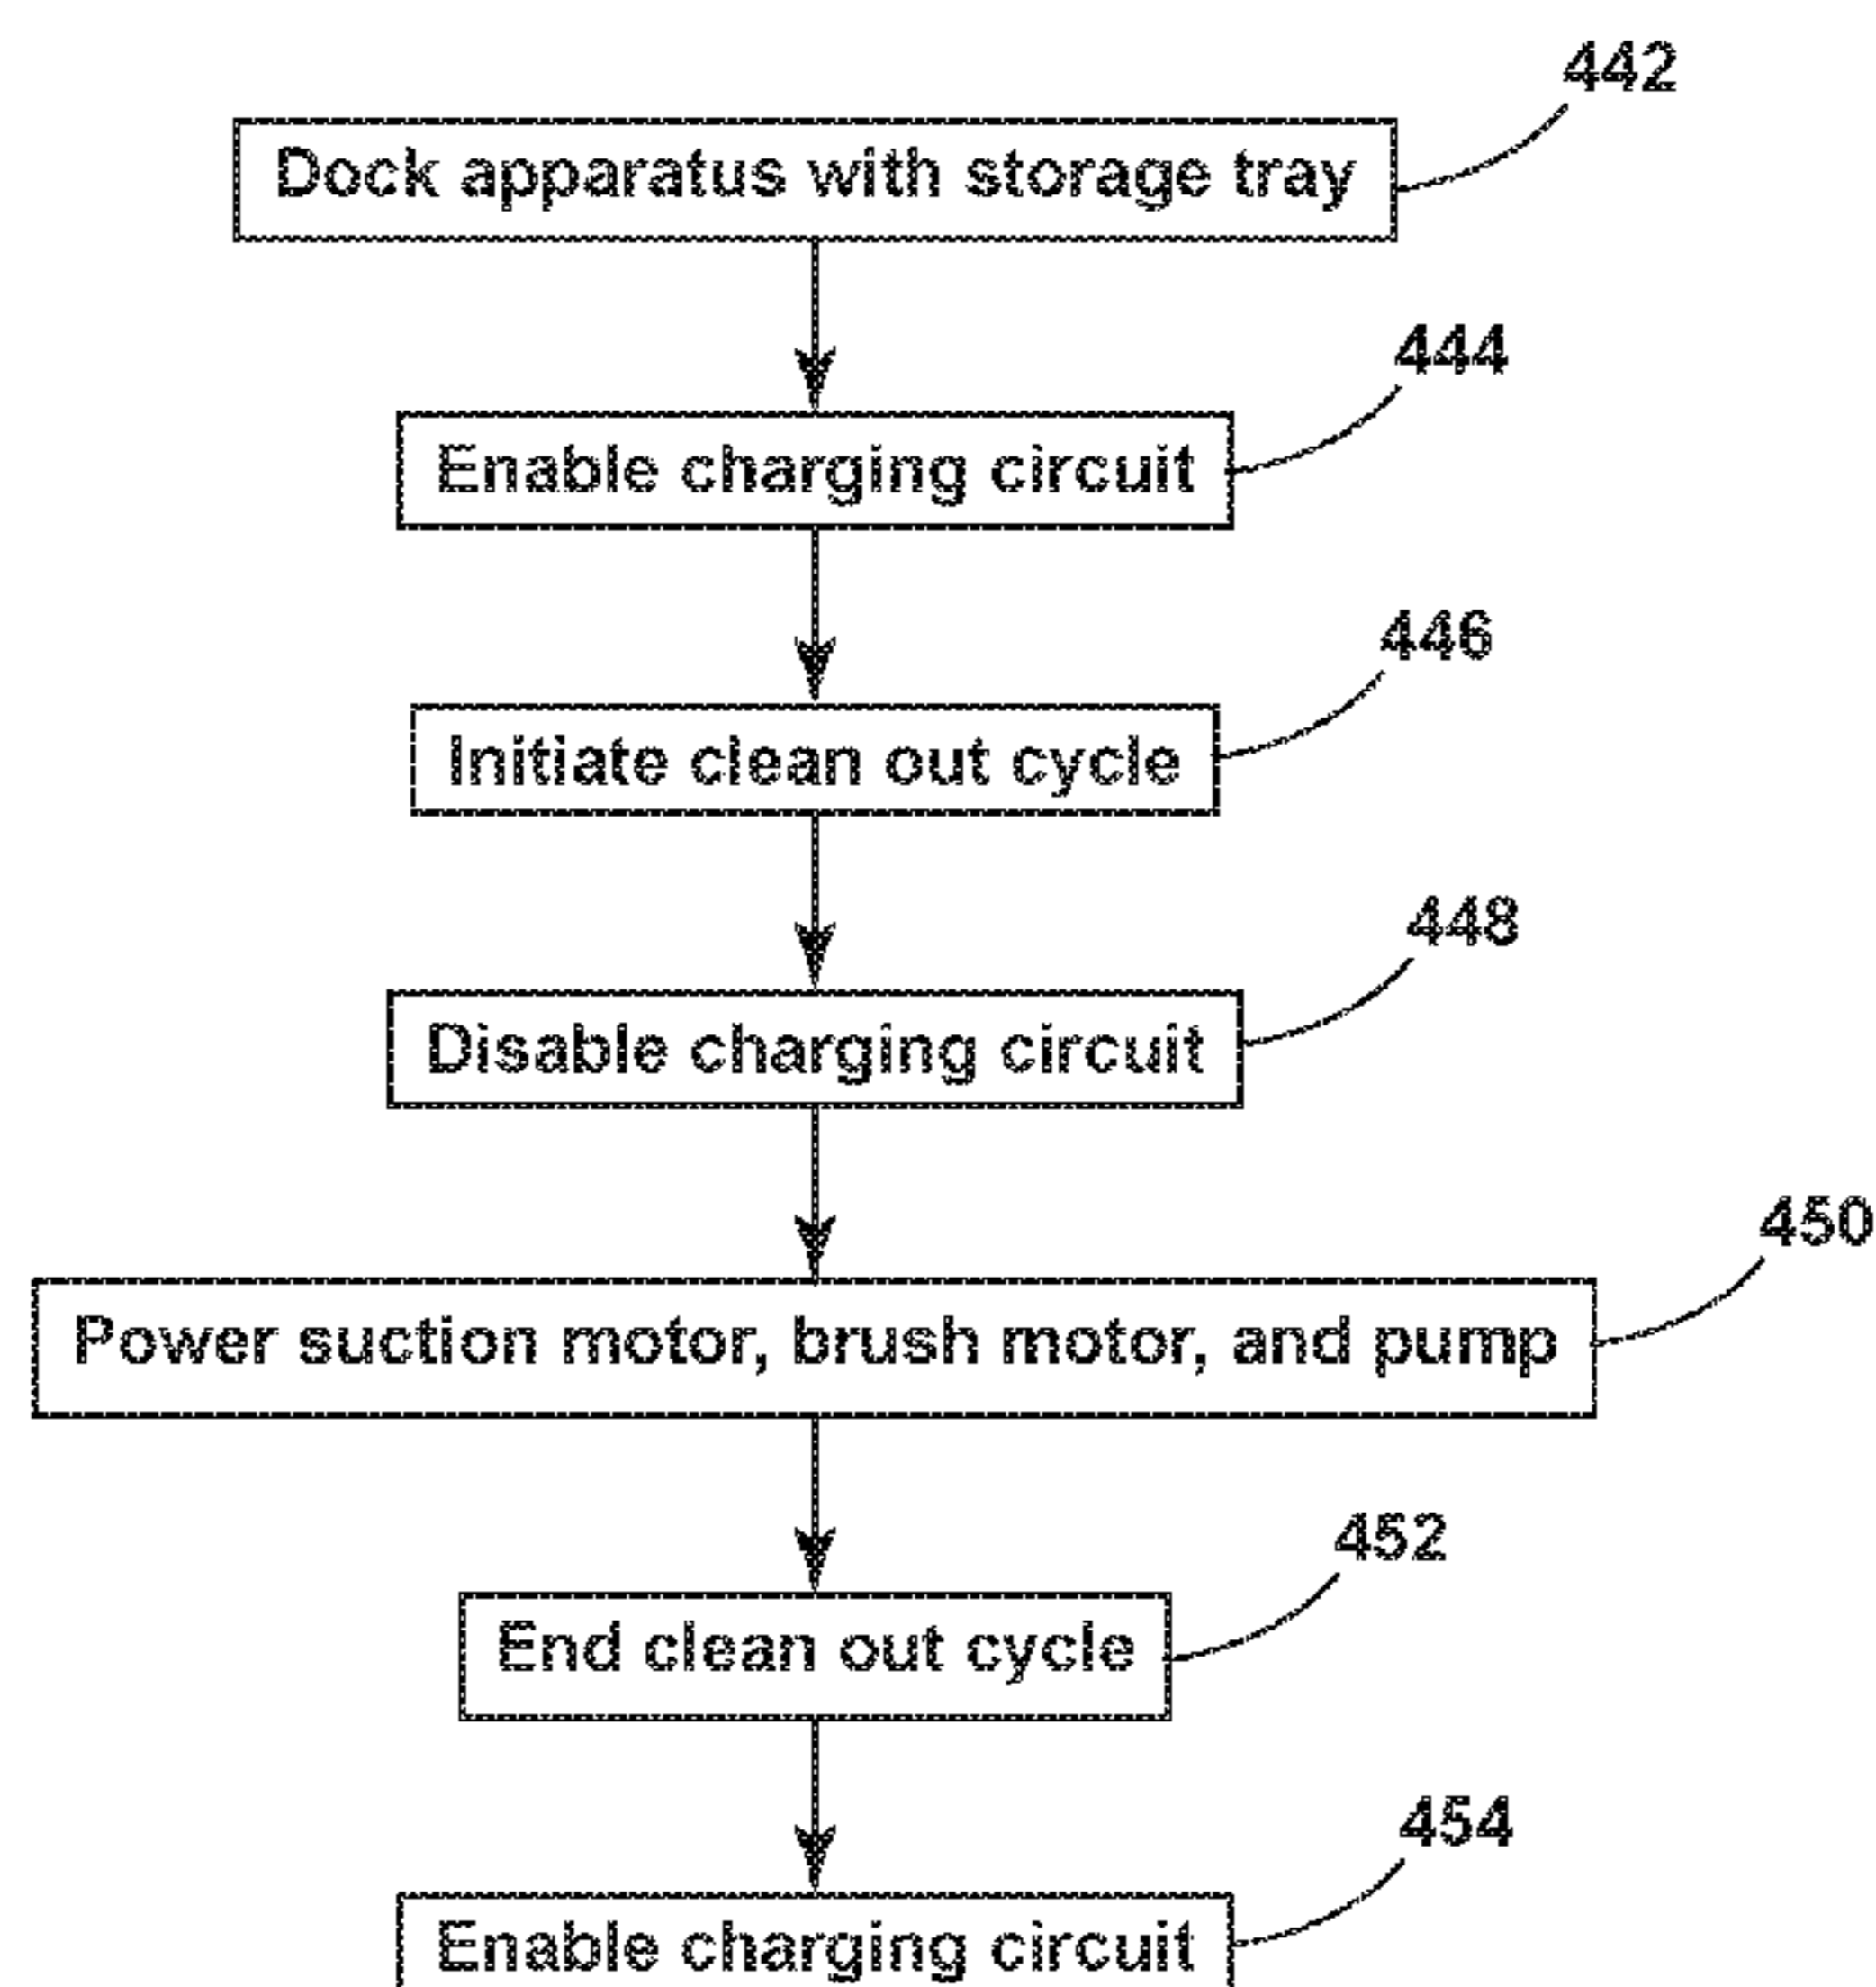 442
Dock apparatus with storage tray
444
Enable charging circuit
446
Initiate clean out cycle
448
Disable charging circuit
450
Power suction motor, brush motor, and pump
452
End clean out cycle
454
Enable charging circuit